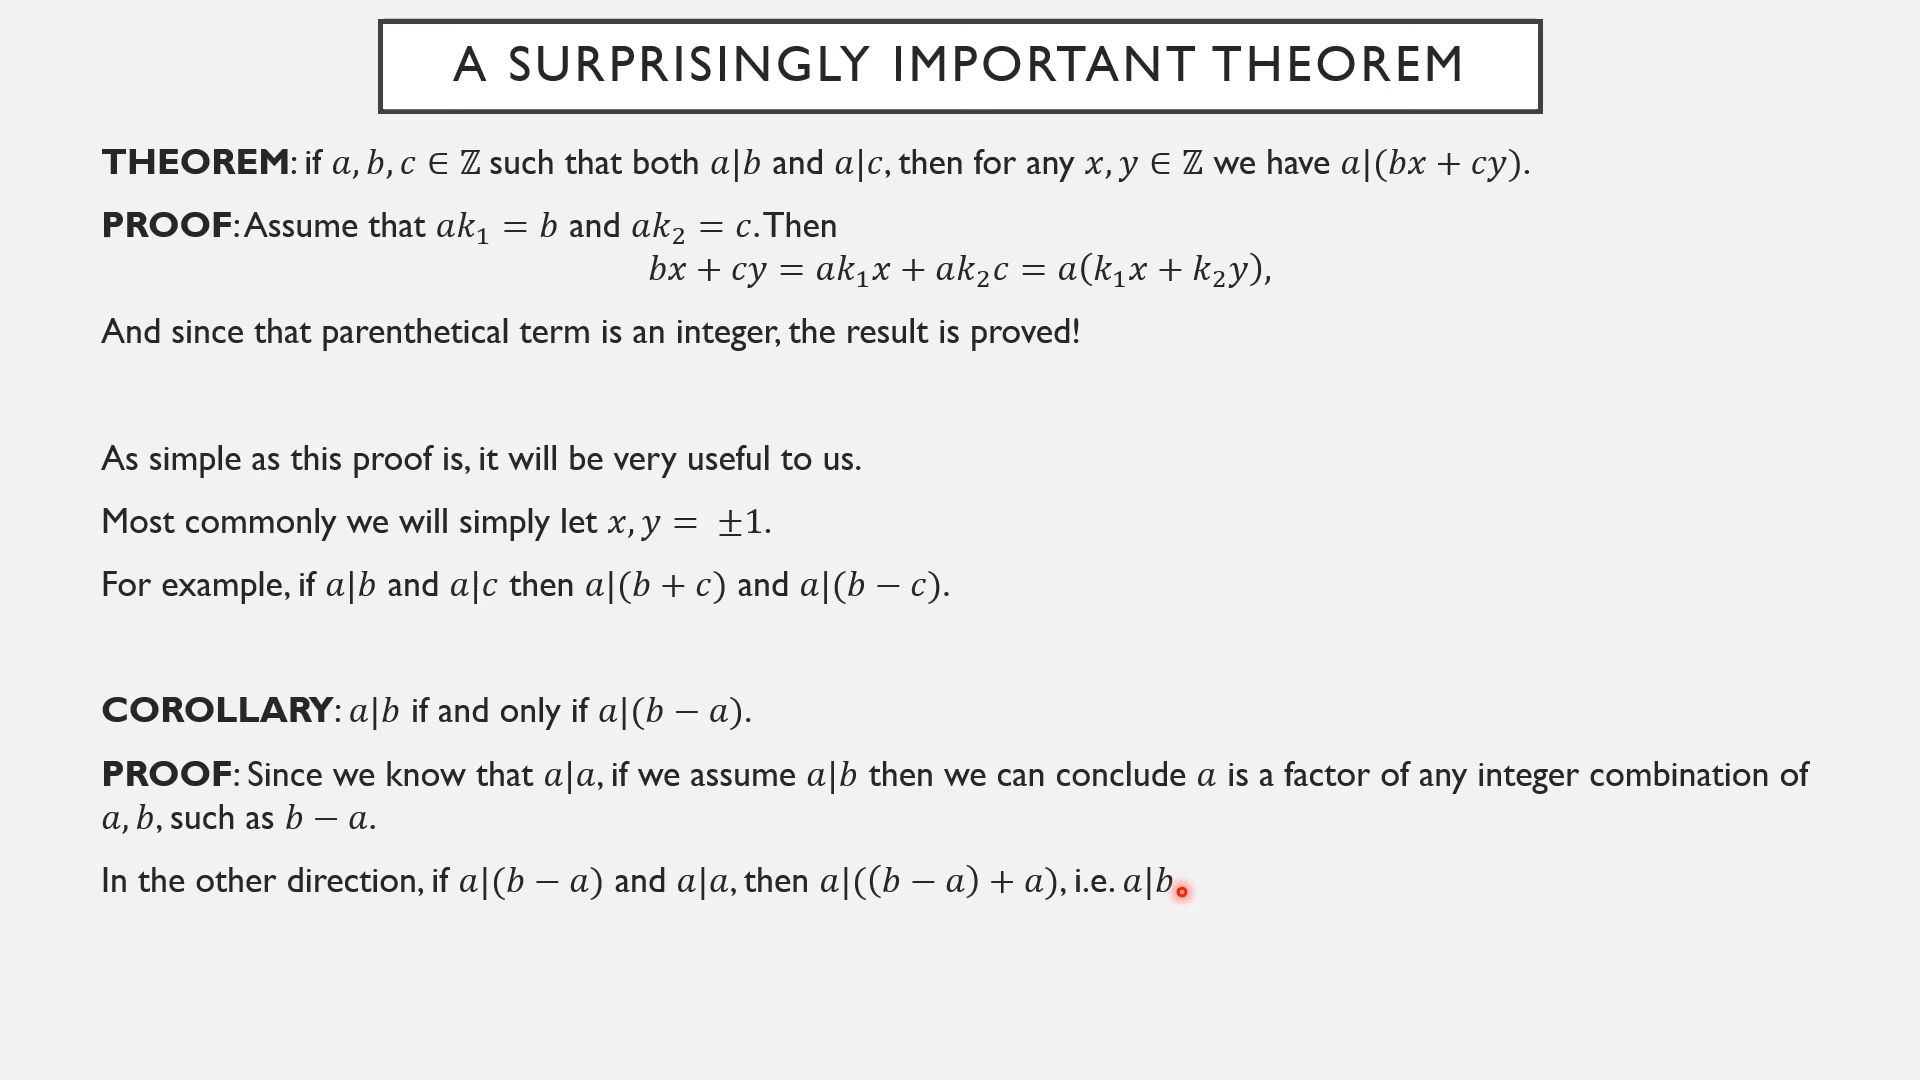 A SURPRISINGLY IMPORTANT THEOREM
THEOREM: if a, b, c ∈ ℤ such that both a|b and a|c, then for any x, y ∈ ℤ we have a|(bx + cy).
PROOF: Assume that ak₁ = b and ak₂ = c. Then
bx + cy = ak₁x + ak₂c = a(k₁x + k₂y),
And since that parenthetical term is an integer, the result is proved!
As simple as this proof is, it will be very useful to us.
Most commonly we will simply let x, y = ±1.
For example, if a|b and a|c then a|(b + c) and a|(b − c).
COROLLARY: a|b if and only if a|(b − a).
PROOF: Since we know that a|a, if we assume a|b then we can conclude a is a factor of any integer combination of
a, b, such as b − a.
In the other direction, if a|(b − a) and a|a, then a|((b − a) + a), i.e. a|b.